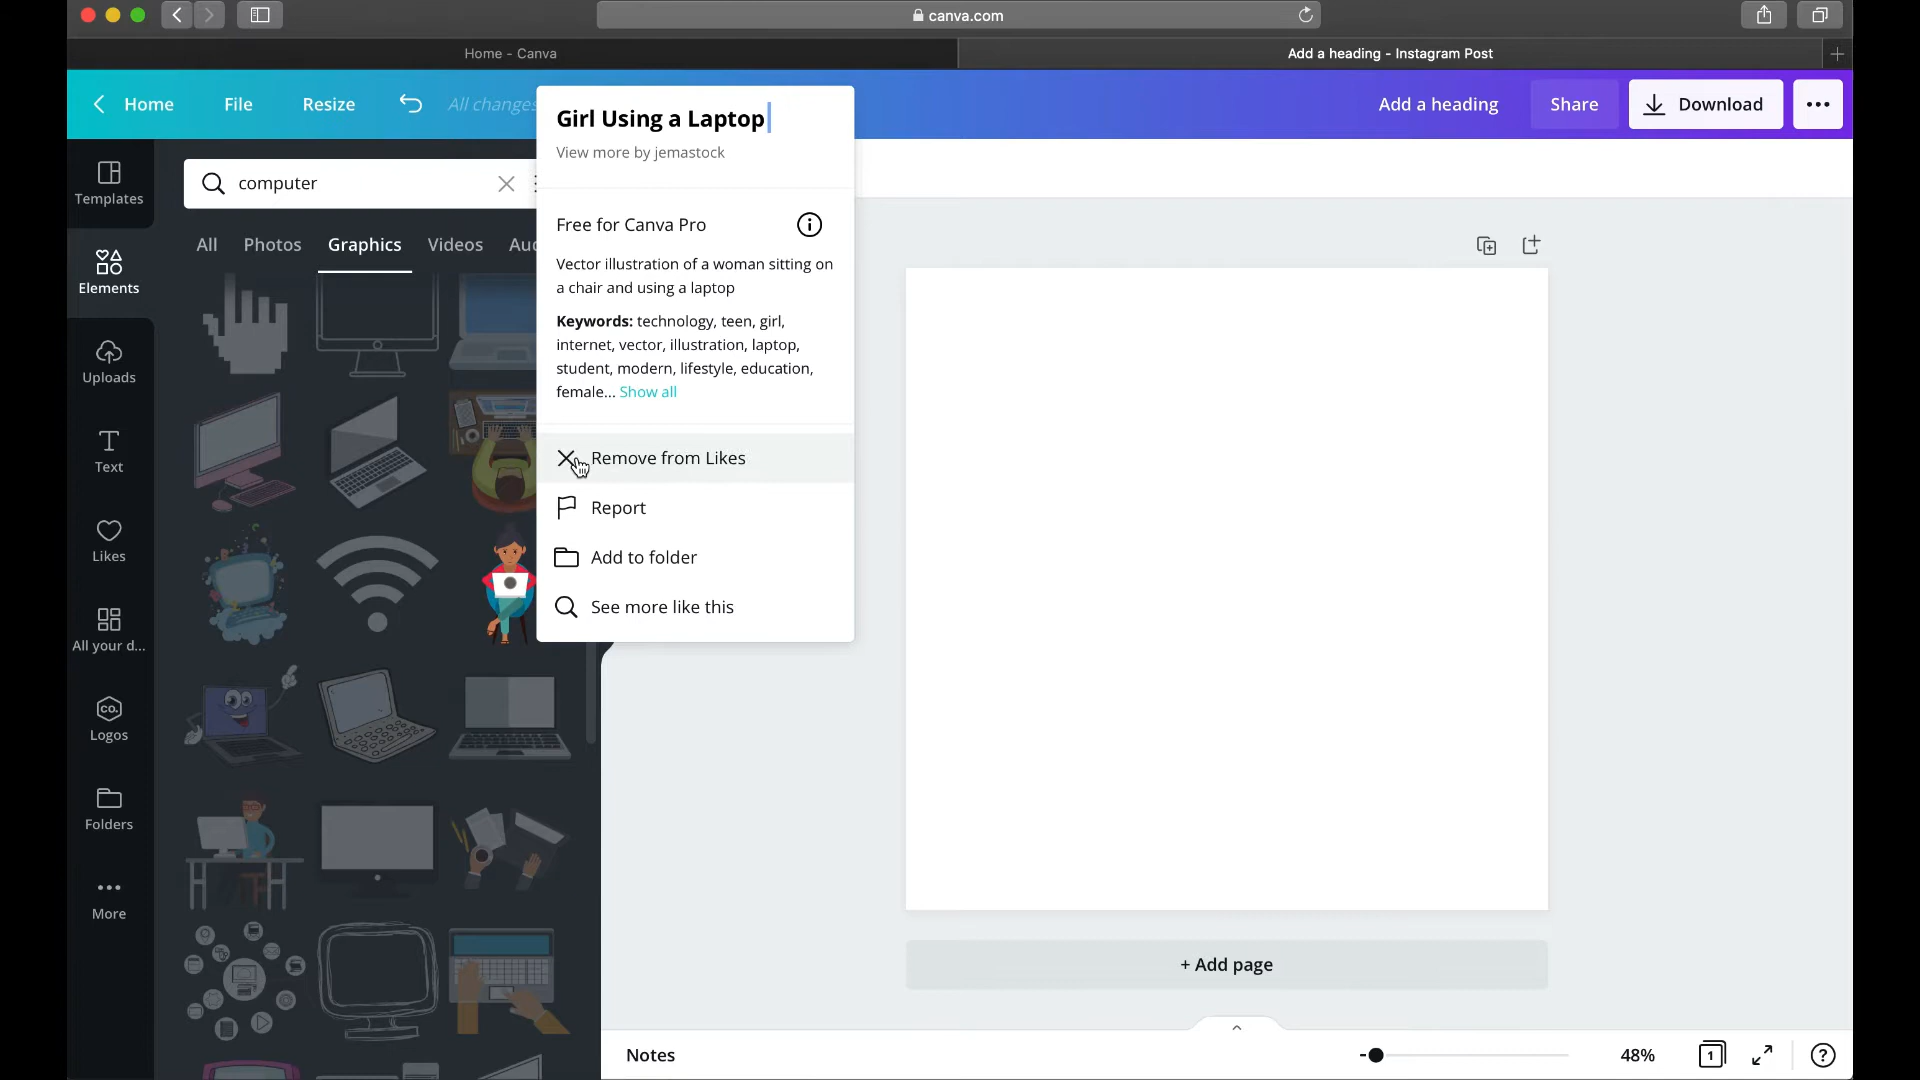 canva.com
Home - Canva
Add a heading - Instagram Post
Home
File
Resize
All changes
Add a heading
Share
Download
Girl Using a Laptop
View more by jemastock
Free for Canva Pro
Vector illustration of a woman sitting on
a chair and using a laptop
Keywords: technology, teen, girl,
internet, vector, illustration, laptop,
student, modern, lifestyle, education,
female... Show all
Remove from Likes
Report
Add to folder
See more like this
computer
All
Photos
Graphics
Videos
Aud
Templates
Elements
Uploads
Text
Likes
All your d...
CO.
Logos
Folders
More
+ Add page
Notes
48%
1